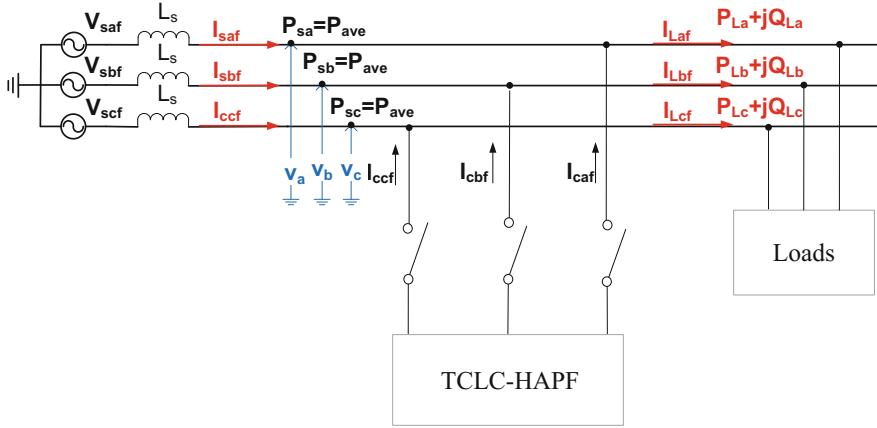 Vsaf Ls Isaf Psa=Pave ILaf PLa+jQLa
Vsbf Ls Isbf Psb=Pave ILbf PLb+jQLb
Vscf Ls Iccf Psc=Pave ILcf PLc+jQLc
va vb vc Iccf Icbf Icaf
Loads
TCLC-HAPF